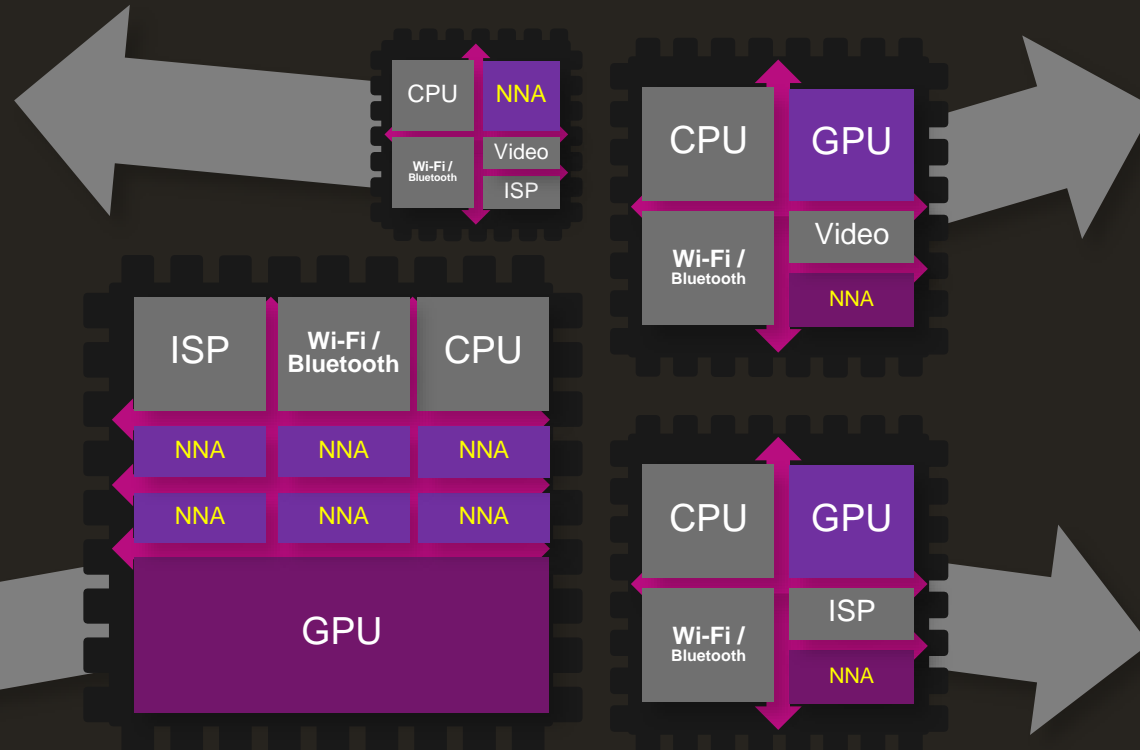 CPU
NNA
Wi-Fi /
Bluetooth
Video
ISP
CPU
GPU
Wi-Fi /
Bluetooth
Video
NNA
ISP
Wi-Fi /
Bluetooth
CPU
NNA
NNA
NNA
NNA
NNA
NNA
GPU
CPU
GPU
Wi-Fi /
Bluetooth
ISP
NNA